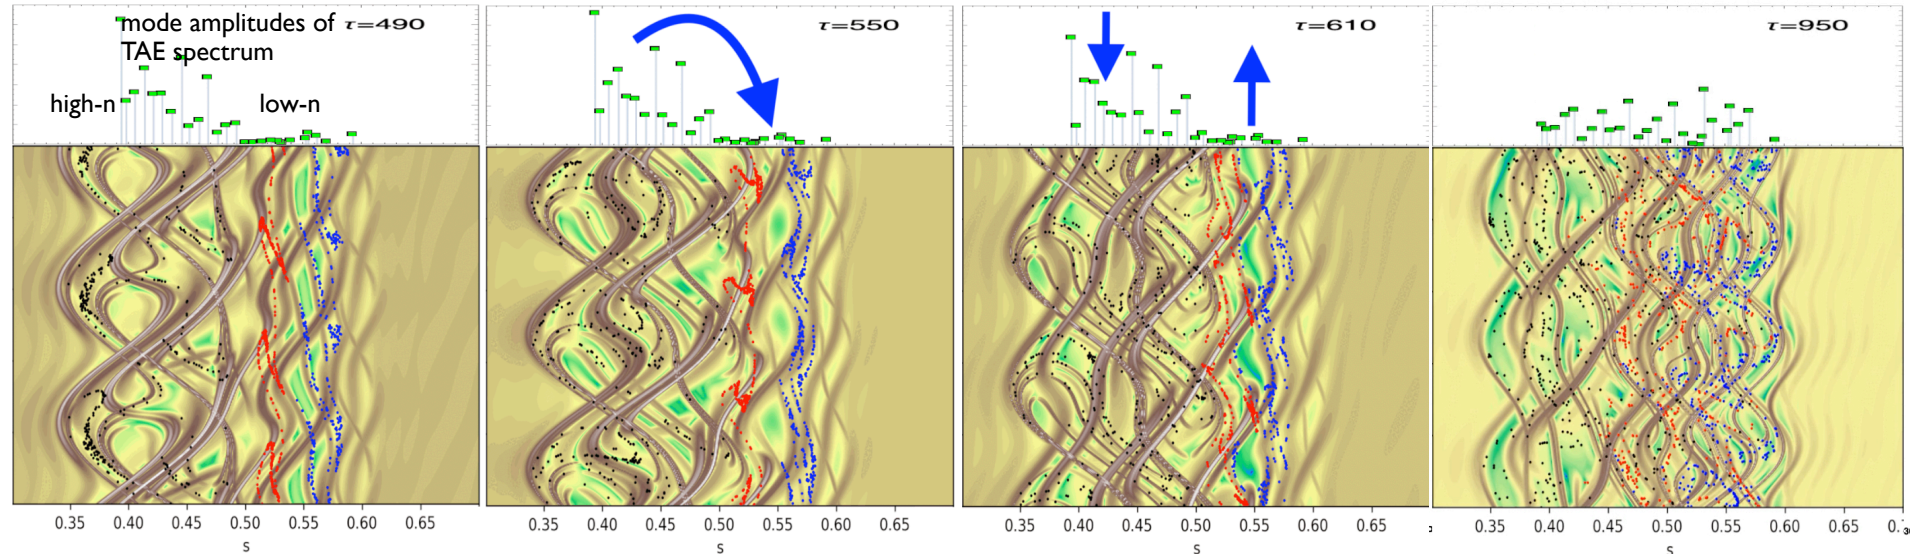 mode amplitudes of τ=490
TAE spectrum
high-n low-n
τ=550
τ=610
τ=950
0.35 0.40 0.45 0.50 0.55 0.60 0.65
s
0.35 0.40 0.45 0.50 0.55 0.60 0.65
s
0.35 0.40 0.45 0.50 0.55 0.60 0.65
s
0.35 0.40 0.45 0.50 0.55 0.60 0.65 0.
s